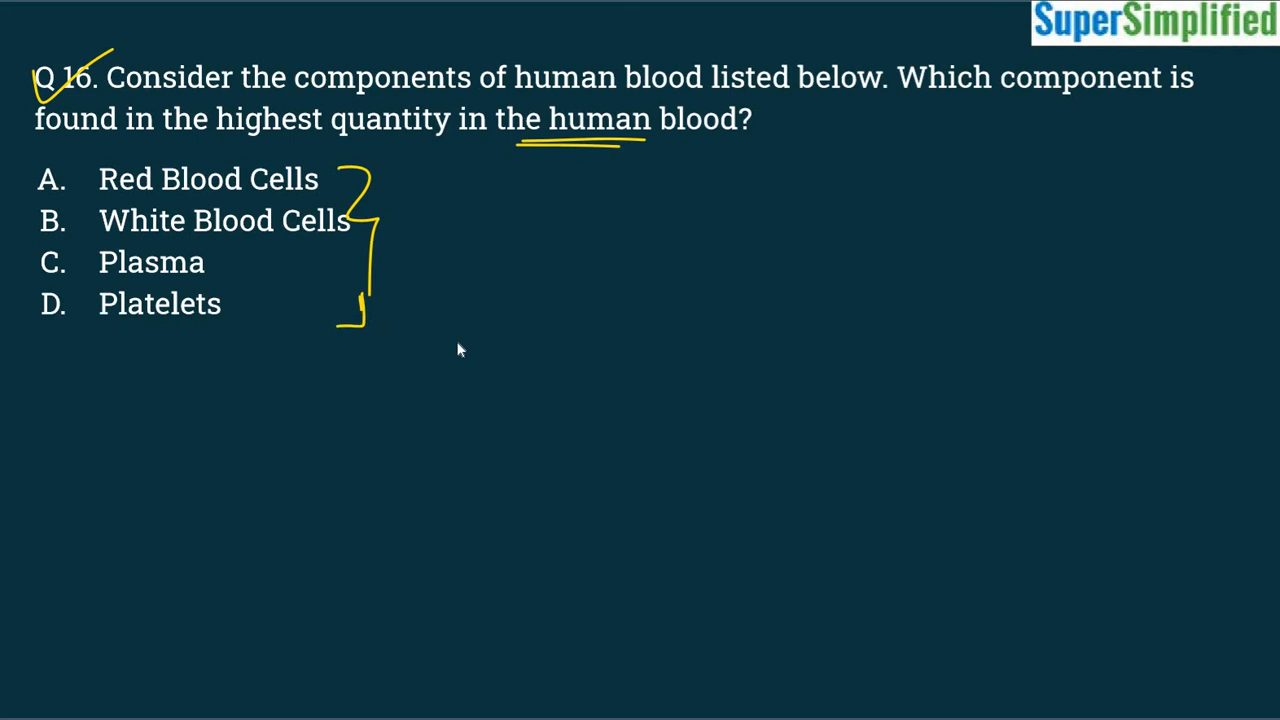 SuperSimplified
Q 16. Consider the components of human blood listed below. Which component is
found in the highest quantity in the human blood?
A. Red Blood Cells
B. White Blood Cells
C. Plasma
D. Platelets